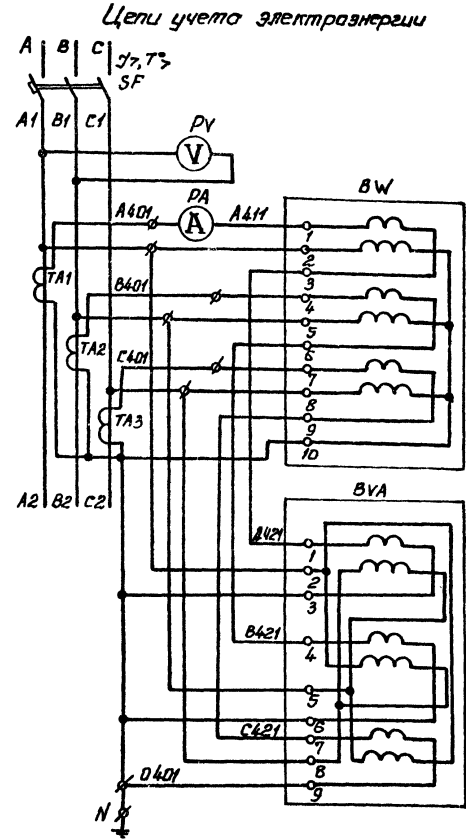 Цепи учета электроэнергии
A B C
I>, T°>
SF
A1 B1 C1
PV
V
PA
A401 A A411
BW
1
2
TA1
3
B401
4
5
TA2
6
C401
7
8
TA3
9
10
A2 B2 C2
BVA
A421
1
2
3
B421
4
5
6
C421
7
8
0401
9
N